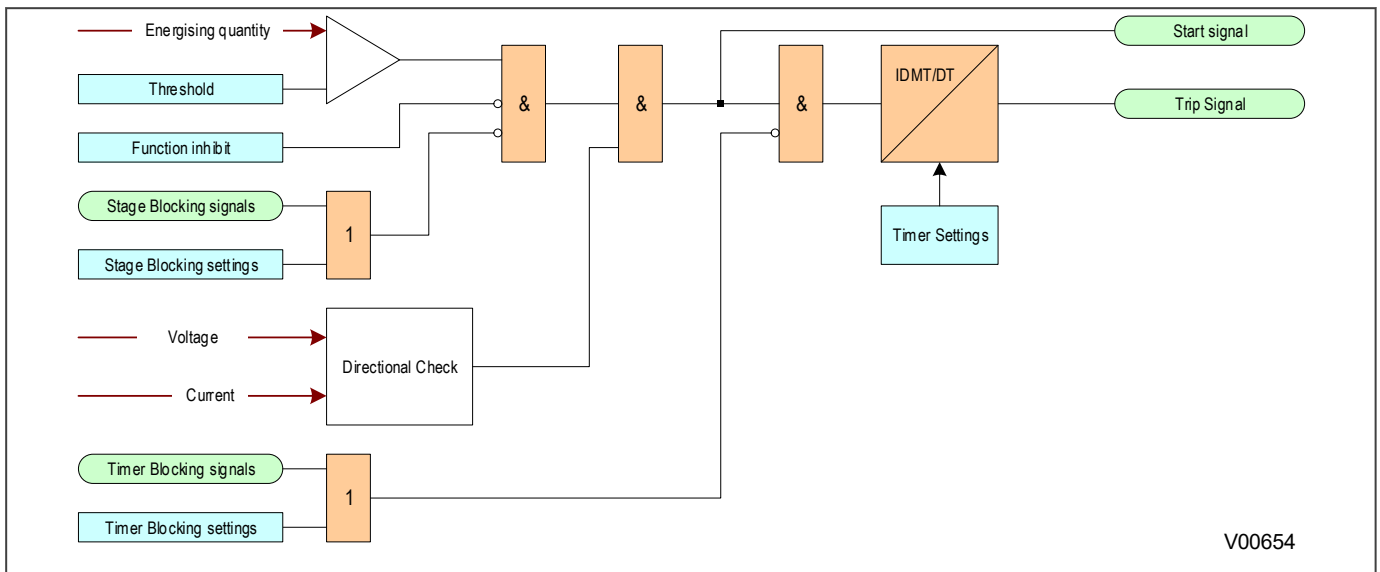 Energising quantity
Start signal
Threshold
&
&
&
IDMT/DT
Trip Signal
Function inhibit
Stage Blocking signals
1
Stage Blocking settings
Timer Settings
Voltage
Directional Check
Current
Timer Blocking signals
1
Timer Blocking settings
V00654